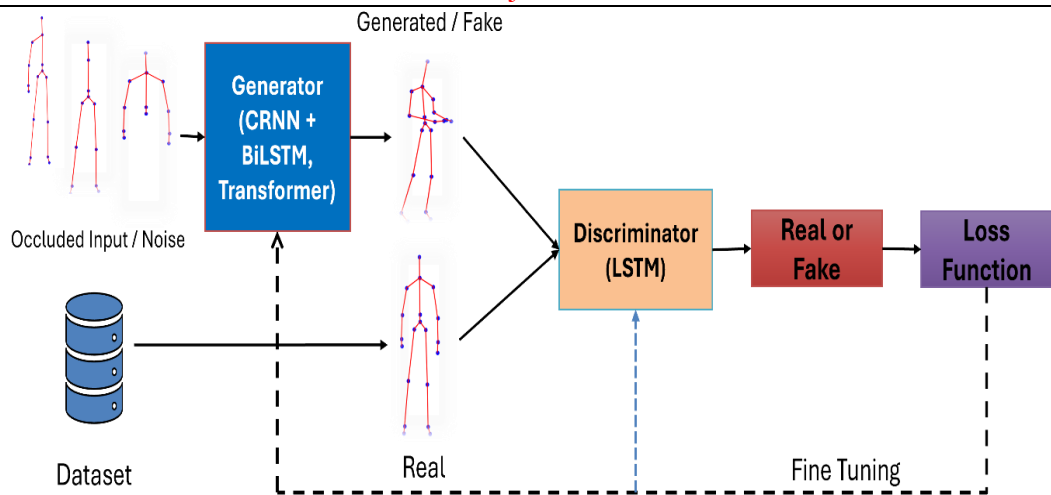 Generated / Fake
Generator
(CRNN +
BiLSTM,
Transformer)
Occluded Input / Noise
Discriminator
(LSTM)
Real or
Fake
Loss
Function
Dataset
Real
Fine Tuning